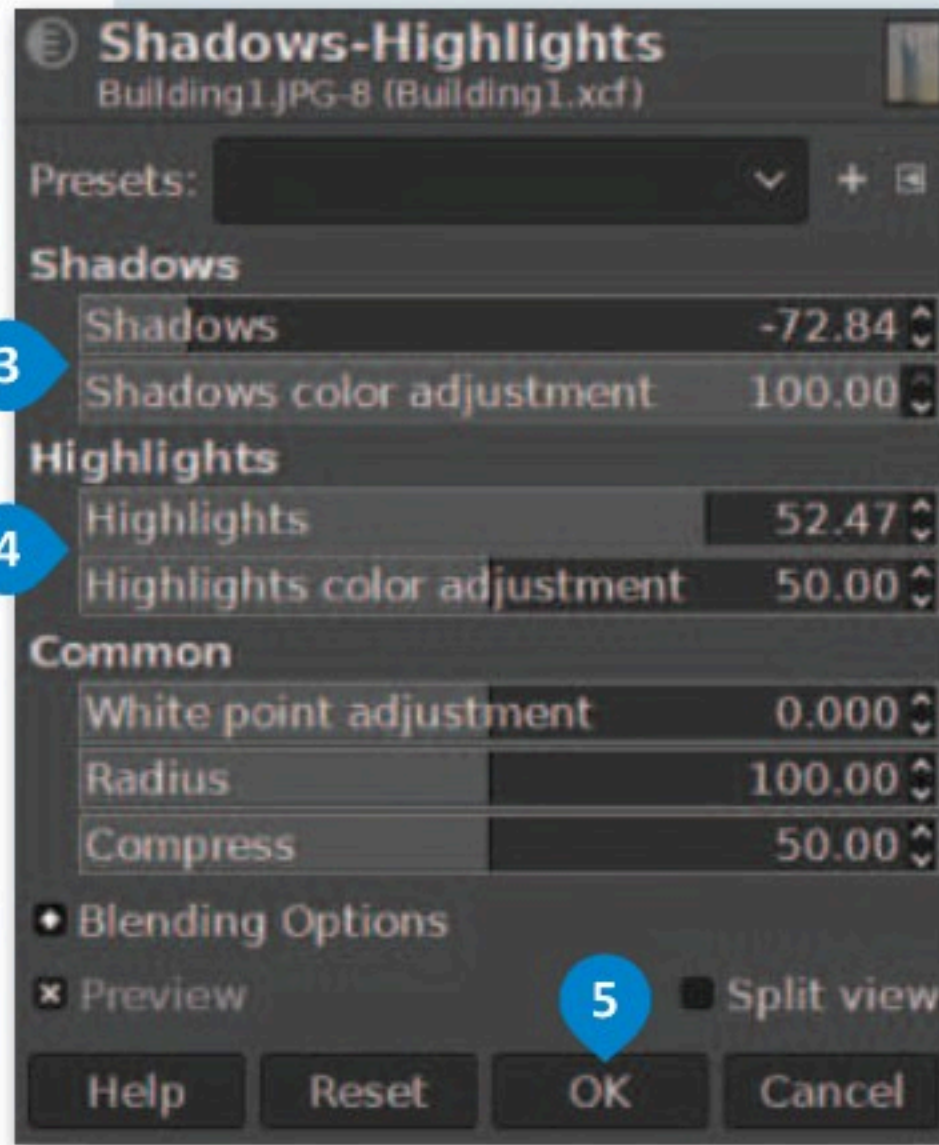 Shadows-Highlights
Building1.JPG-8 (Building1.xcf)
Presets:
Shadows
Shadows -72.84
3
Shadows color adjustment 100.00
Highlights
Highlights 52.47
4
Highlights color adjustment 50.00
Common
White point adjustment 0.000
Radius 100.00
Compress 50.00
Blending Options
Preview 5 Split view
Help Reset OK Cancel